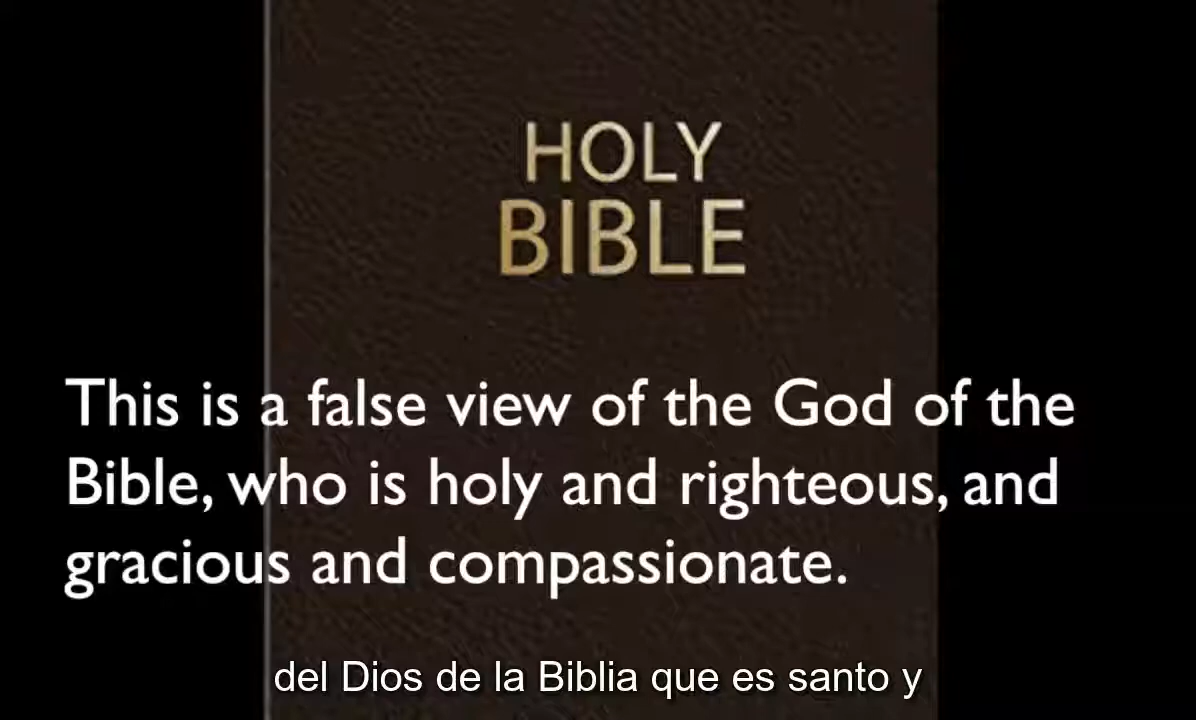 HOLY
BIBLE
This is a false view of the God of the
Bible, who is holy and righteous, and
gracious and compassionate.
del Dios de la Biblia que es santo y